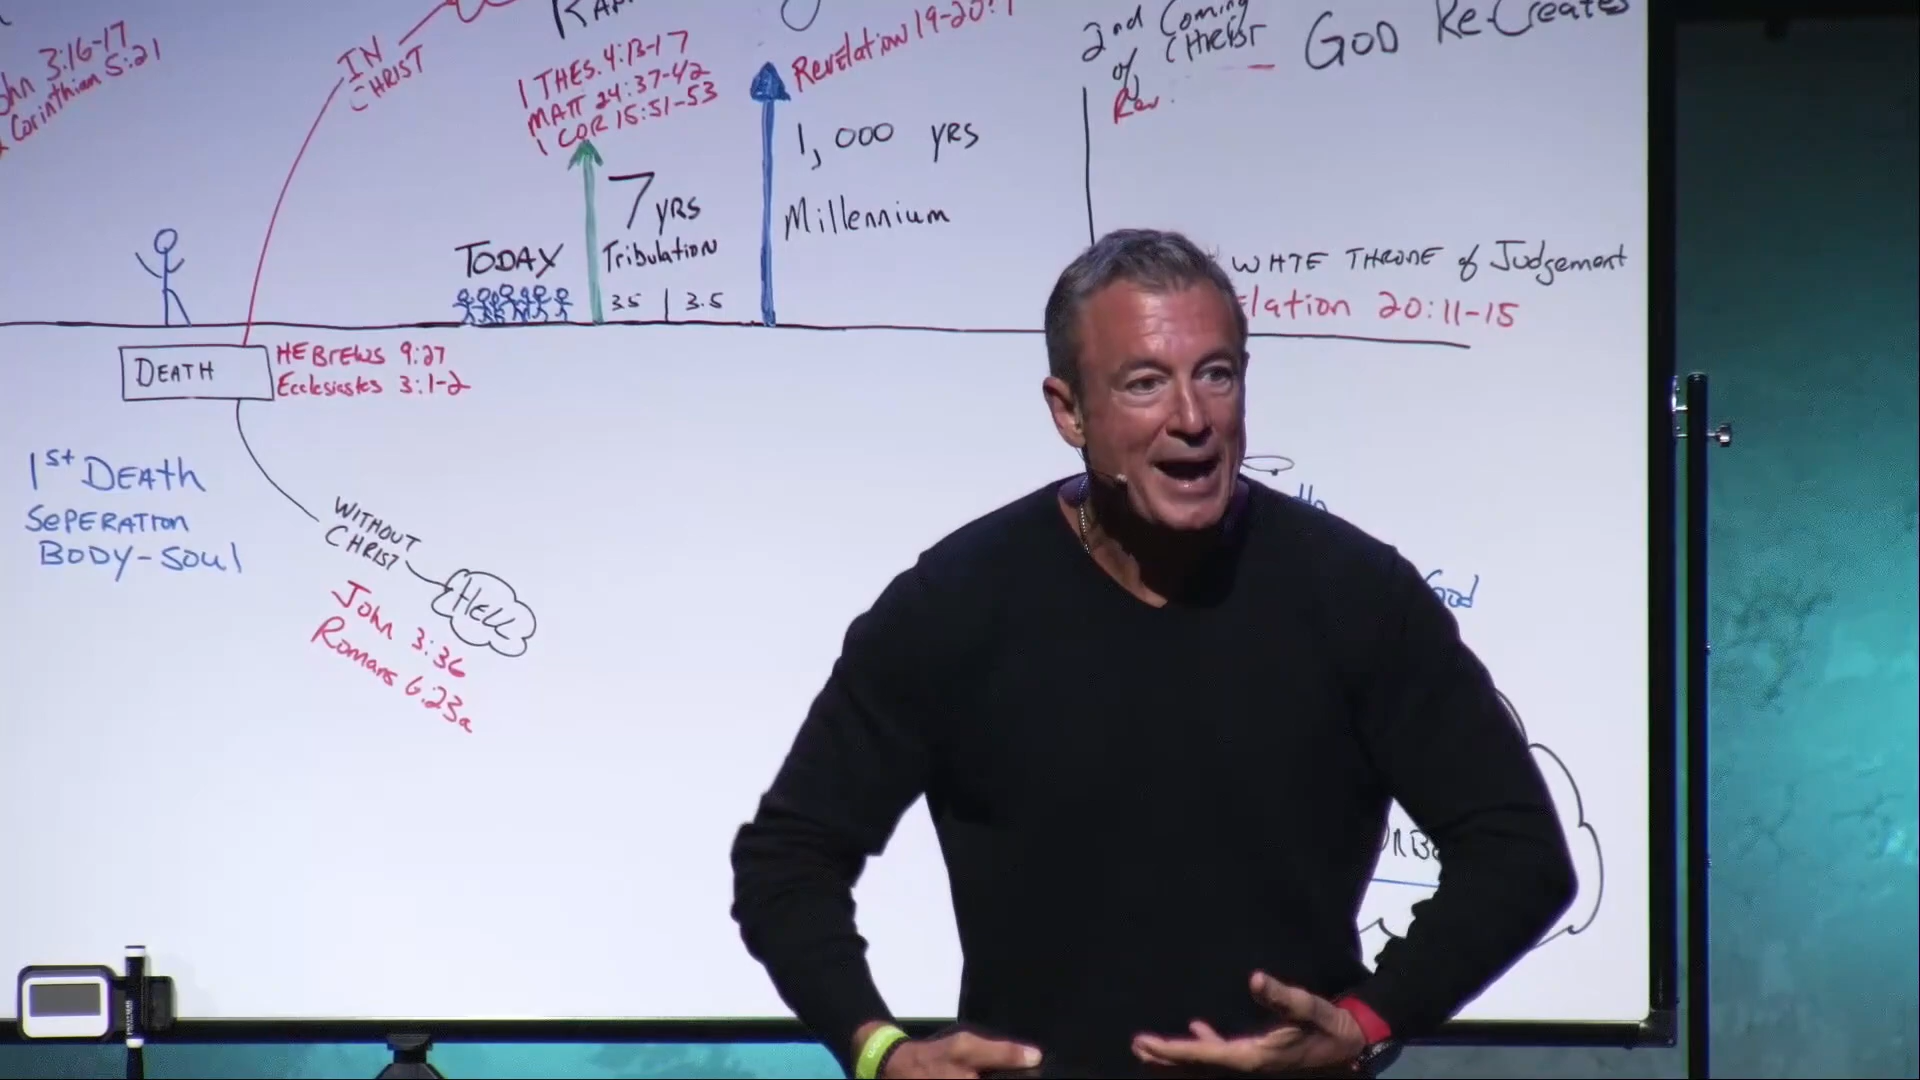 3:16-17
Corinthian 5:21
IN
CHRIST
1 THES. 4:13-17
MATT 24:37-42
1 COR 15:51-53
Revelation 19-20:
2nd Coming
of CHRIST
Rev.
GOD Re-Creates
1,000 yrs
Millennium
7 yrs
Tribulation
3.5 | 3.5
TODAY
WHITE THRONE of Judgement
lation 20:11-15
DEATH
HEBREWS 9:27
Ecclesiastes 3:1-2
1st DEATH
SEPERATION
BODY-SOUL
WITHOUT
CHRIST
HELL
John 3:36
Romans 6:23a
God